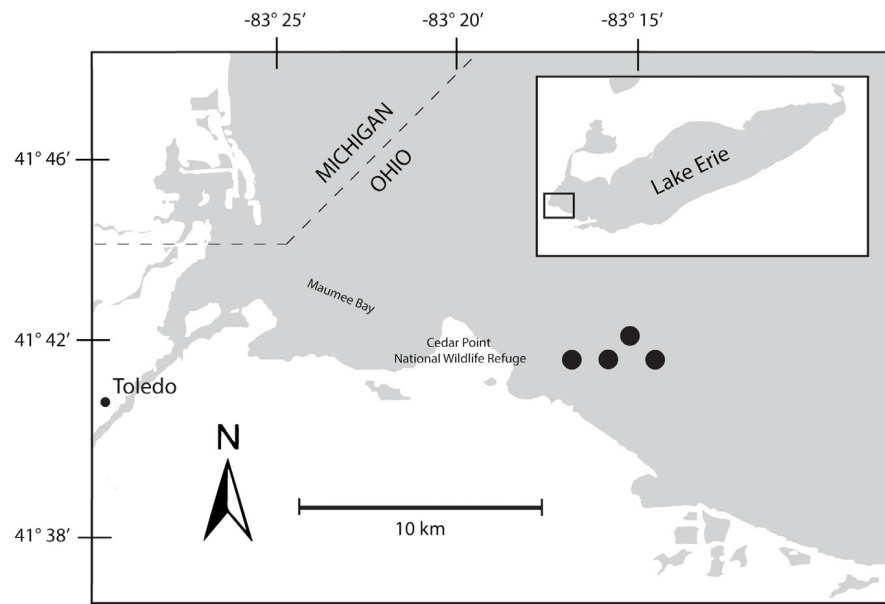 -83° 25′
-83° 20′
-83° 15′
41° 46′
MICHIGAN
OHIO
Lake Erie
Maumee Bay
41° 42′
Cedar Point
National Wildlife Refuge
Toledo
N
10 km
41° 38′